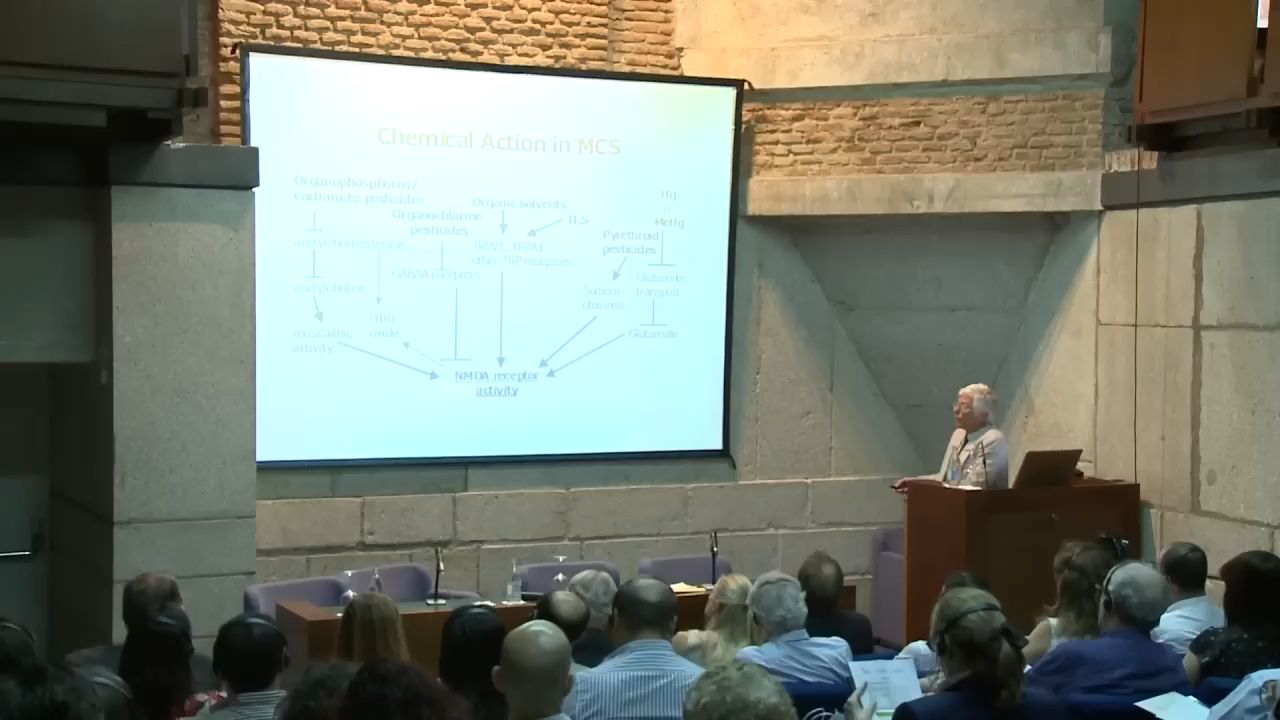 Chemical Action in MCS
Organophosphorus/
carbamate pesticides
Organochlorine
pesticides
Organic solvents
H₂S
Hg
MeHg
Pyrethroid
pesticides
acetylcholinesterase
TRPV1, TRPA1
other TRP receptors
GABAA receptors
Glutamate
transport
acetylcholine
Sodium
channels
nitric
oxide
muscarinic
activity
Glutamate
NMDA receptor
activity